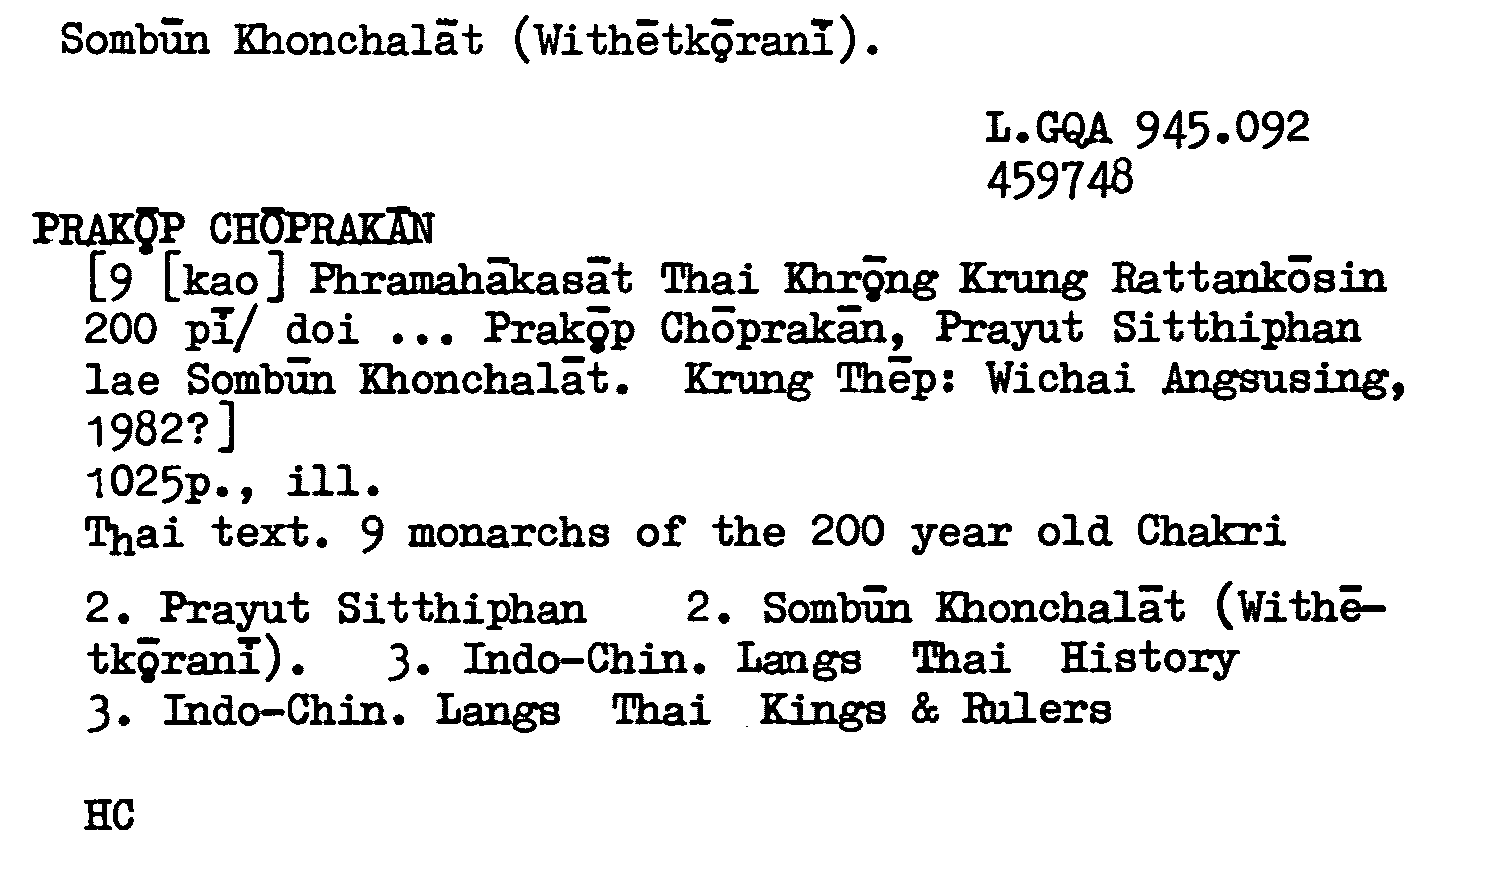 Sombūn Khonchalāt (Withētkǭranī).
L.GQA 945.092
459748
PRAKǬP CHŌPRAKĀN
[9 [kao] Phramahākasāt Thai Khrǭng Krung Rattankōsin
200 pī/ doi ... Prakǭp Chōprakān, Prayut Sitthiphan
lae Sombūn Khonchalāt. Krung Thēp: Wichai Angsusing,
1982?]
1025p., ill.
Thai text. 9 monarchs of the 200 year old Chakri
2. Prayut Sitthiphan 2. Sombūn Khonchalāt (Withē-
tkǭranī). 3. Indo-Chin. Langs Thai History
3. Indo-Chin. Langs Thai Kings & Rulers
HC